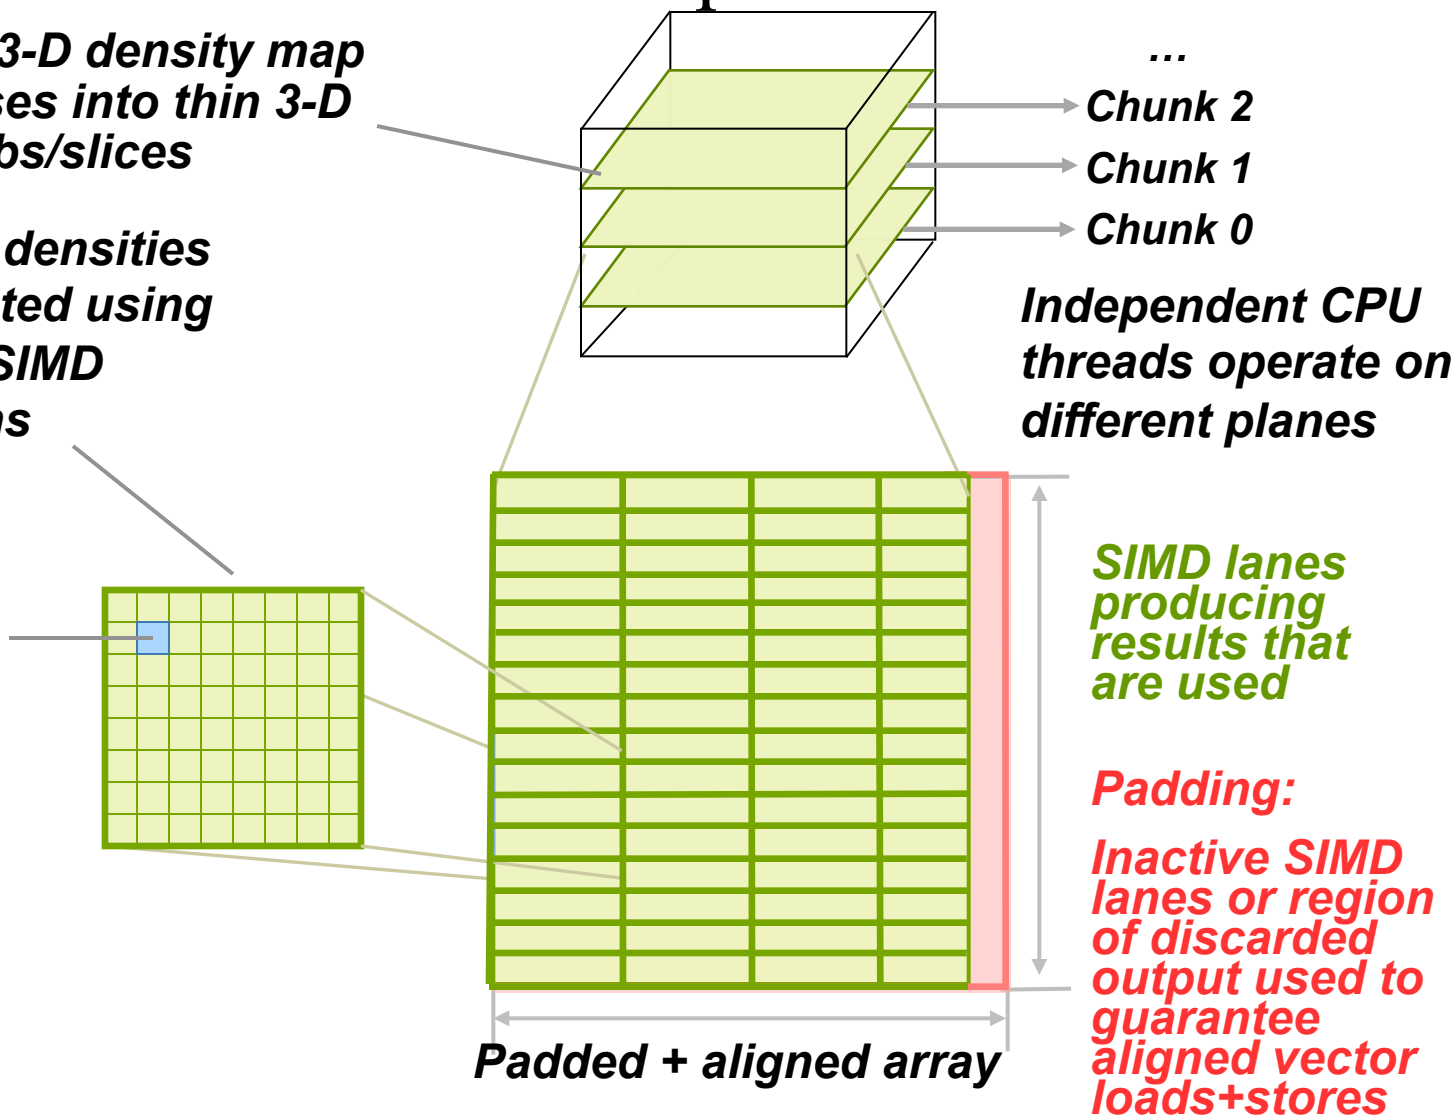 3-D density map
ses into thin 3-D
bs/slices
densities
ted using
SIMD
ns
...
Chunk 2
Chunk 1
Chunk 0
Independent CPU
threads operate on
different planes
SIMD lanes
producing
results that
are used
Padding:
Inactive SIMD
lanes or region
of discarded
output used to
guarantee
aligned vector
loads+stores
Padded + aligned array